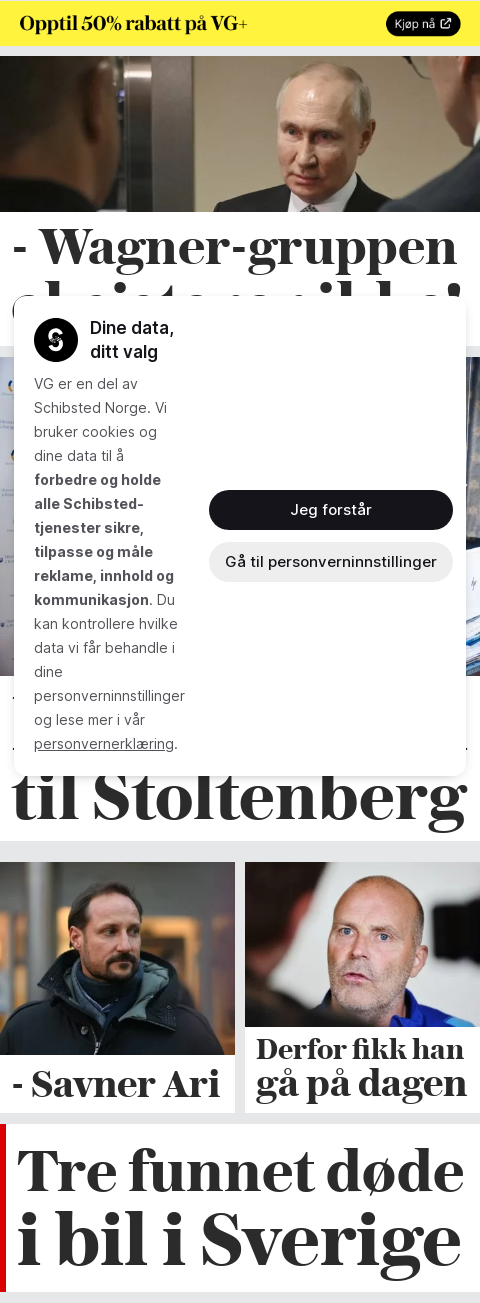 Opptil 50% rabatt på VG+
Kjøp nå
- Wagner-gruppen
Dine data,
ditt valg
VG er en del av
Schibsted Norge. Vi
bruker cookies og
dine data til å
forbedre og holde
alle Schibsted-
tjenester sikre,
tilpasse og måle
reklame, innhold og
kommunikasjon. Du
kan kontrollere hvilke
data vi får behandle i
dine
personverninnstillinger
og lese mer i vår
personvernerklæring.
Jeg forstår
Gå til personverninnstillinger
til Stoltenberg
- Savner Ari
Derfor fikk han
gå på dagen
Tre funnet døde
i bil i Sverige